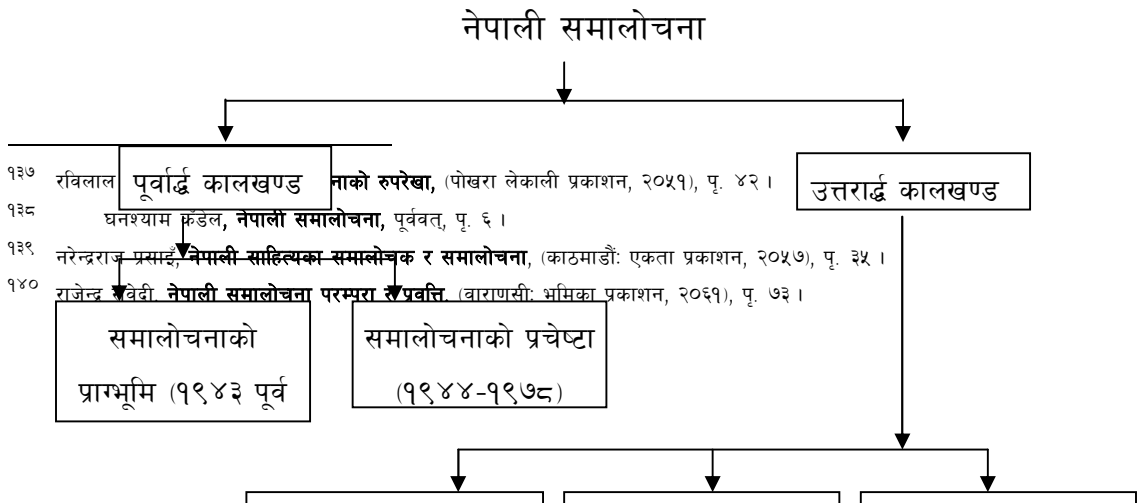 नेपाली समालोचना
पूर्वार्द्ध कालखण्ड
उत्तरार्द्ध कालखण्ड
१३७ रविलाल नाको रुपरेखा, (पोखरा लेकाली प्रकाशन, २०५१), पृ. ४२ ।
१३८ घनश्याम कँडेल, नेपाली समालोचना, पूर्ववत्, पृ. ६ ।
१३९ नरेन्द्रराज प्रसाइँ, नेपाली साहित्यका समालोचक र समालोचना, (काठमाडौंः एकता प्रकाशन, २०५७), पृ. ३५ ।
१४० राजेन्द्र सुवेदी, नेपाली समालोचना परम्परा र प्रवृत्ति, (वाराणसीः भूमिका प्रकाशन, २०६१), पृ. ७३ ।
समालोचनाको
प्राग्भूमि (१९४३ पूर्व
समालोचनाको प्रचेष्टा
(१९४४-१९७८)